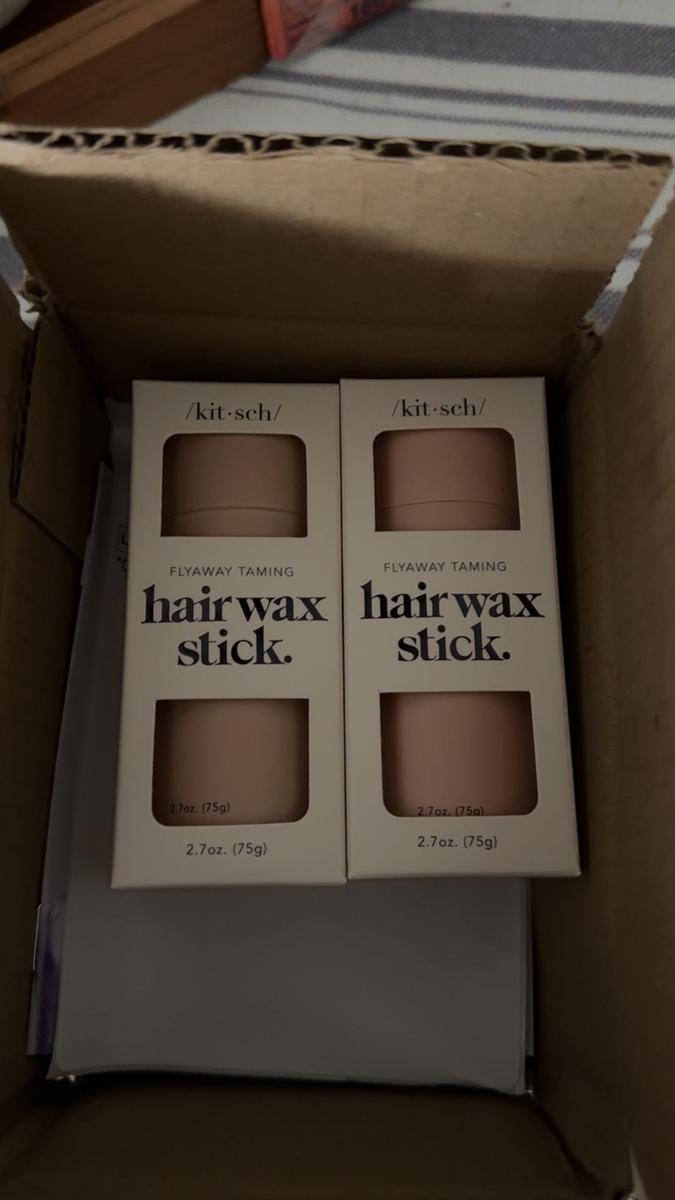 /kit·sch/
FLYAWAY TAMING
hair wax
stick.
2.7oz. (75g)
2.7oz. (75g)
/kit·sch/
FLYAWAY TAMING
hair wax
stick.
2.7oz. (75g)
2.7oz. (75g)